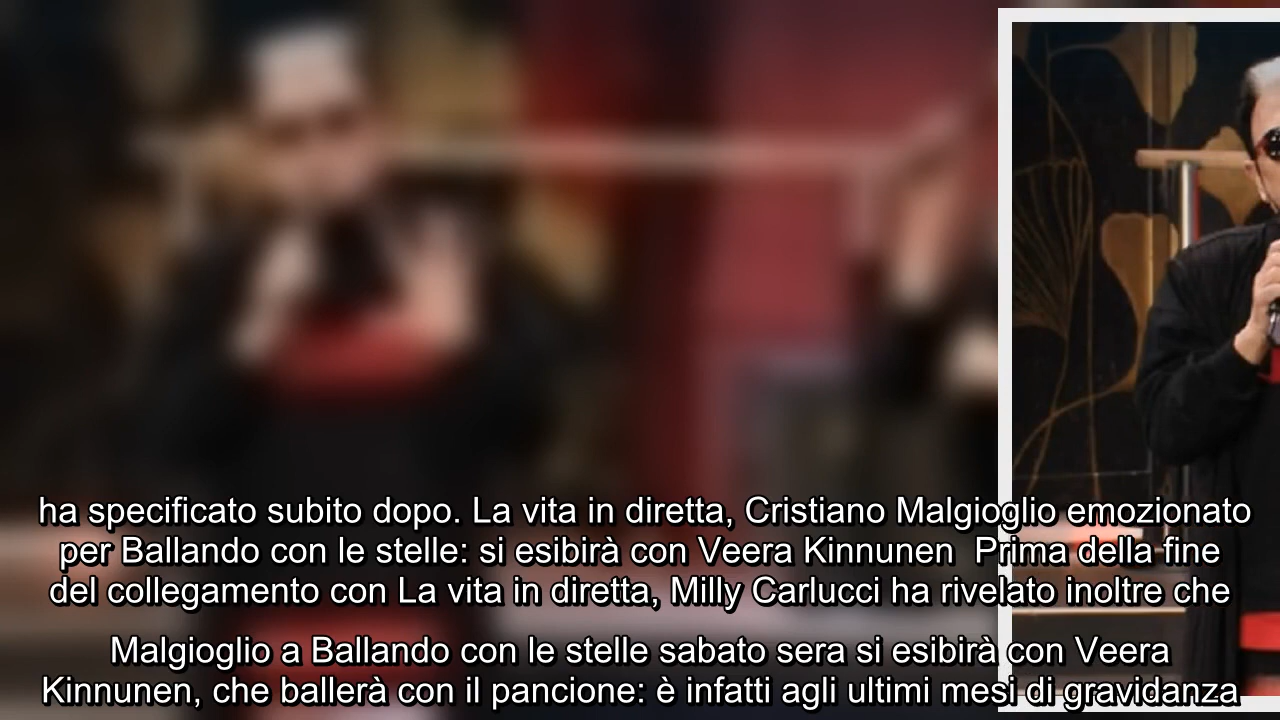 ha specificato subito dopo. La vita in diretta, Cristiano Malgioglio emozionato
per Ballando con le stelle: si esibirà con Veera Kinnunen  Prima della fine
del collegamento con La vita in diretta, Milly Carlucci ha rivelato inoltre che
Malgioglio a Ballando con le stelle sabato sera si esibirà con Veera
Kinnunen, che ballerà con il pancione: è infatti agli ultimi mesi di gravidanza